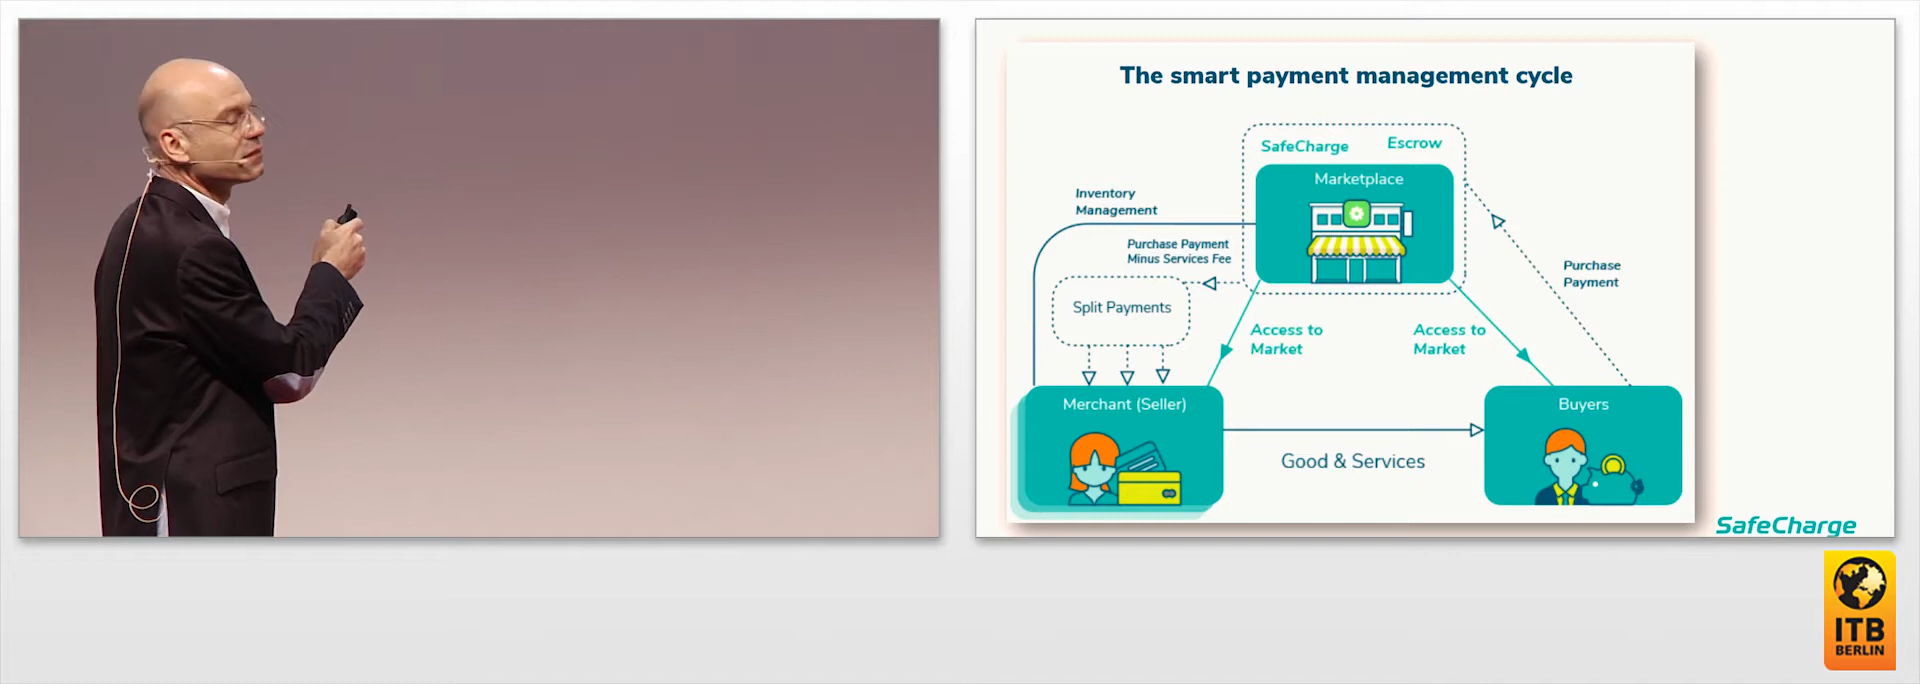 The smart payment management cycle
SafeCharge
Escrow
Marketplace
Inventory
Management
Purchase Payment
Minus Services Fee
Split Payments
Purchase
Payment
Access to
Market
Access to
Market
Merchant (Seller)
Buyers
Good & Services
SafeCharge
ITB
BERLIN